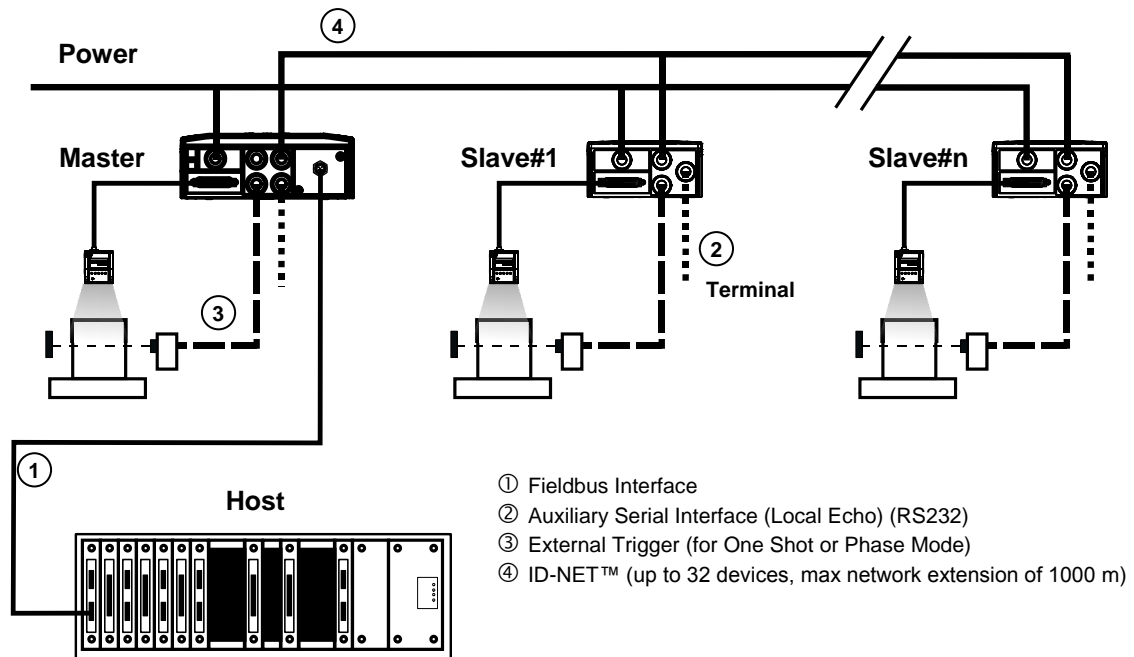 ④
Power
Master
Slave#1
Slave#n
②
Terminal
③
①
Host
① Fieldbus Interface
② Auxiliary Serial Interface (Local Echo) (RS232)
③ External Trigger (for One Shot or Phase Mode)
④ ID-NET™ (up to 32 devices, max network extension of 1000 m)